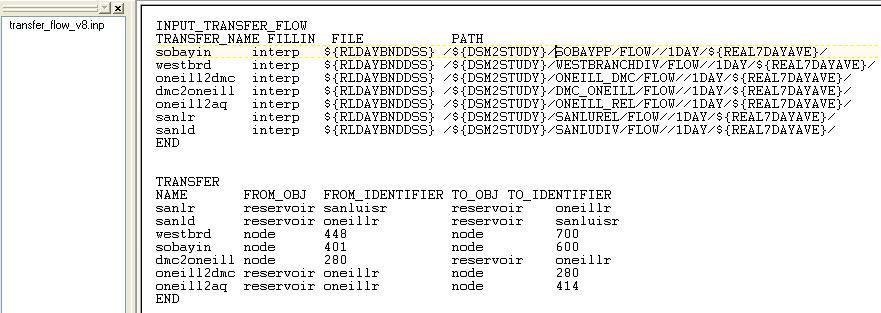 transfer_flow_v8.inp
INPUT_TRANSFER_FLOW
TRANSFER_NAME FILLIN FILE PATH
sobayin interp ${RLDAYBNDDSS} /${DSM2STUDY}/SOBAYPP/FLOW//1DAY/${REAL7DAYAVE}/
westbrd interp ${RLDAYBNDDSS} /${DSM2STUDY}/WESTBRANCHDIV/FLOW//1DAY/${REAL7DAYAVE}/
oneill2dmc interp ${RLDAYBNDDSS} /${DSM2STUDY}/ONEILL_DMC/FLOW//1DAY/${REAL7DAYAVE}/
dmc2oneill interp ${RLDAYBNDDSS} /${DSM2STUDY}/DMC_ONEILL/FLOW//1DAY/${REAL7DAYAVE}/
oneill2aq interp ${RLDAYBNDDSS} /${DSM2STUDY}/ONEILL_REL/FLOW//1DAY/${REAL7DAYAVE}/
sanlr interp ${RLDAYBNDDSS} /${DSM2STUDY}/SANLUREL/FLOW//1DAY/${REAL7DAYAVE}/
sanld interp ${RLDAYBNDDSS} /${DSM2STUDY}/SANLUDIV/FLOW//1DAY/${REAL7DAYAVE}/
END
TRANSFER
NAME FROM_OBJ FROM_IDENTIFIER TO_OBJ TO_IDENTIFIER
sanlr reservoir sanluisr reservoir oneillr
sanld reservoir oneillr reservoir sanluisr
westbrd node 448 node 700
sobayin node 401 node 600
dmc2oneill node 280 reservoir oneillr
oneill2dmc reservoir oneillr node 280
oneill2aq reservoir oneillr node 414
END